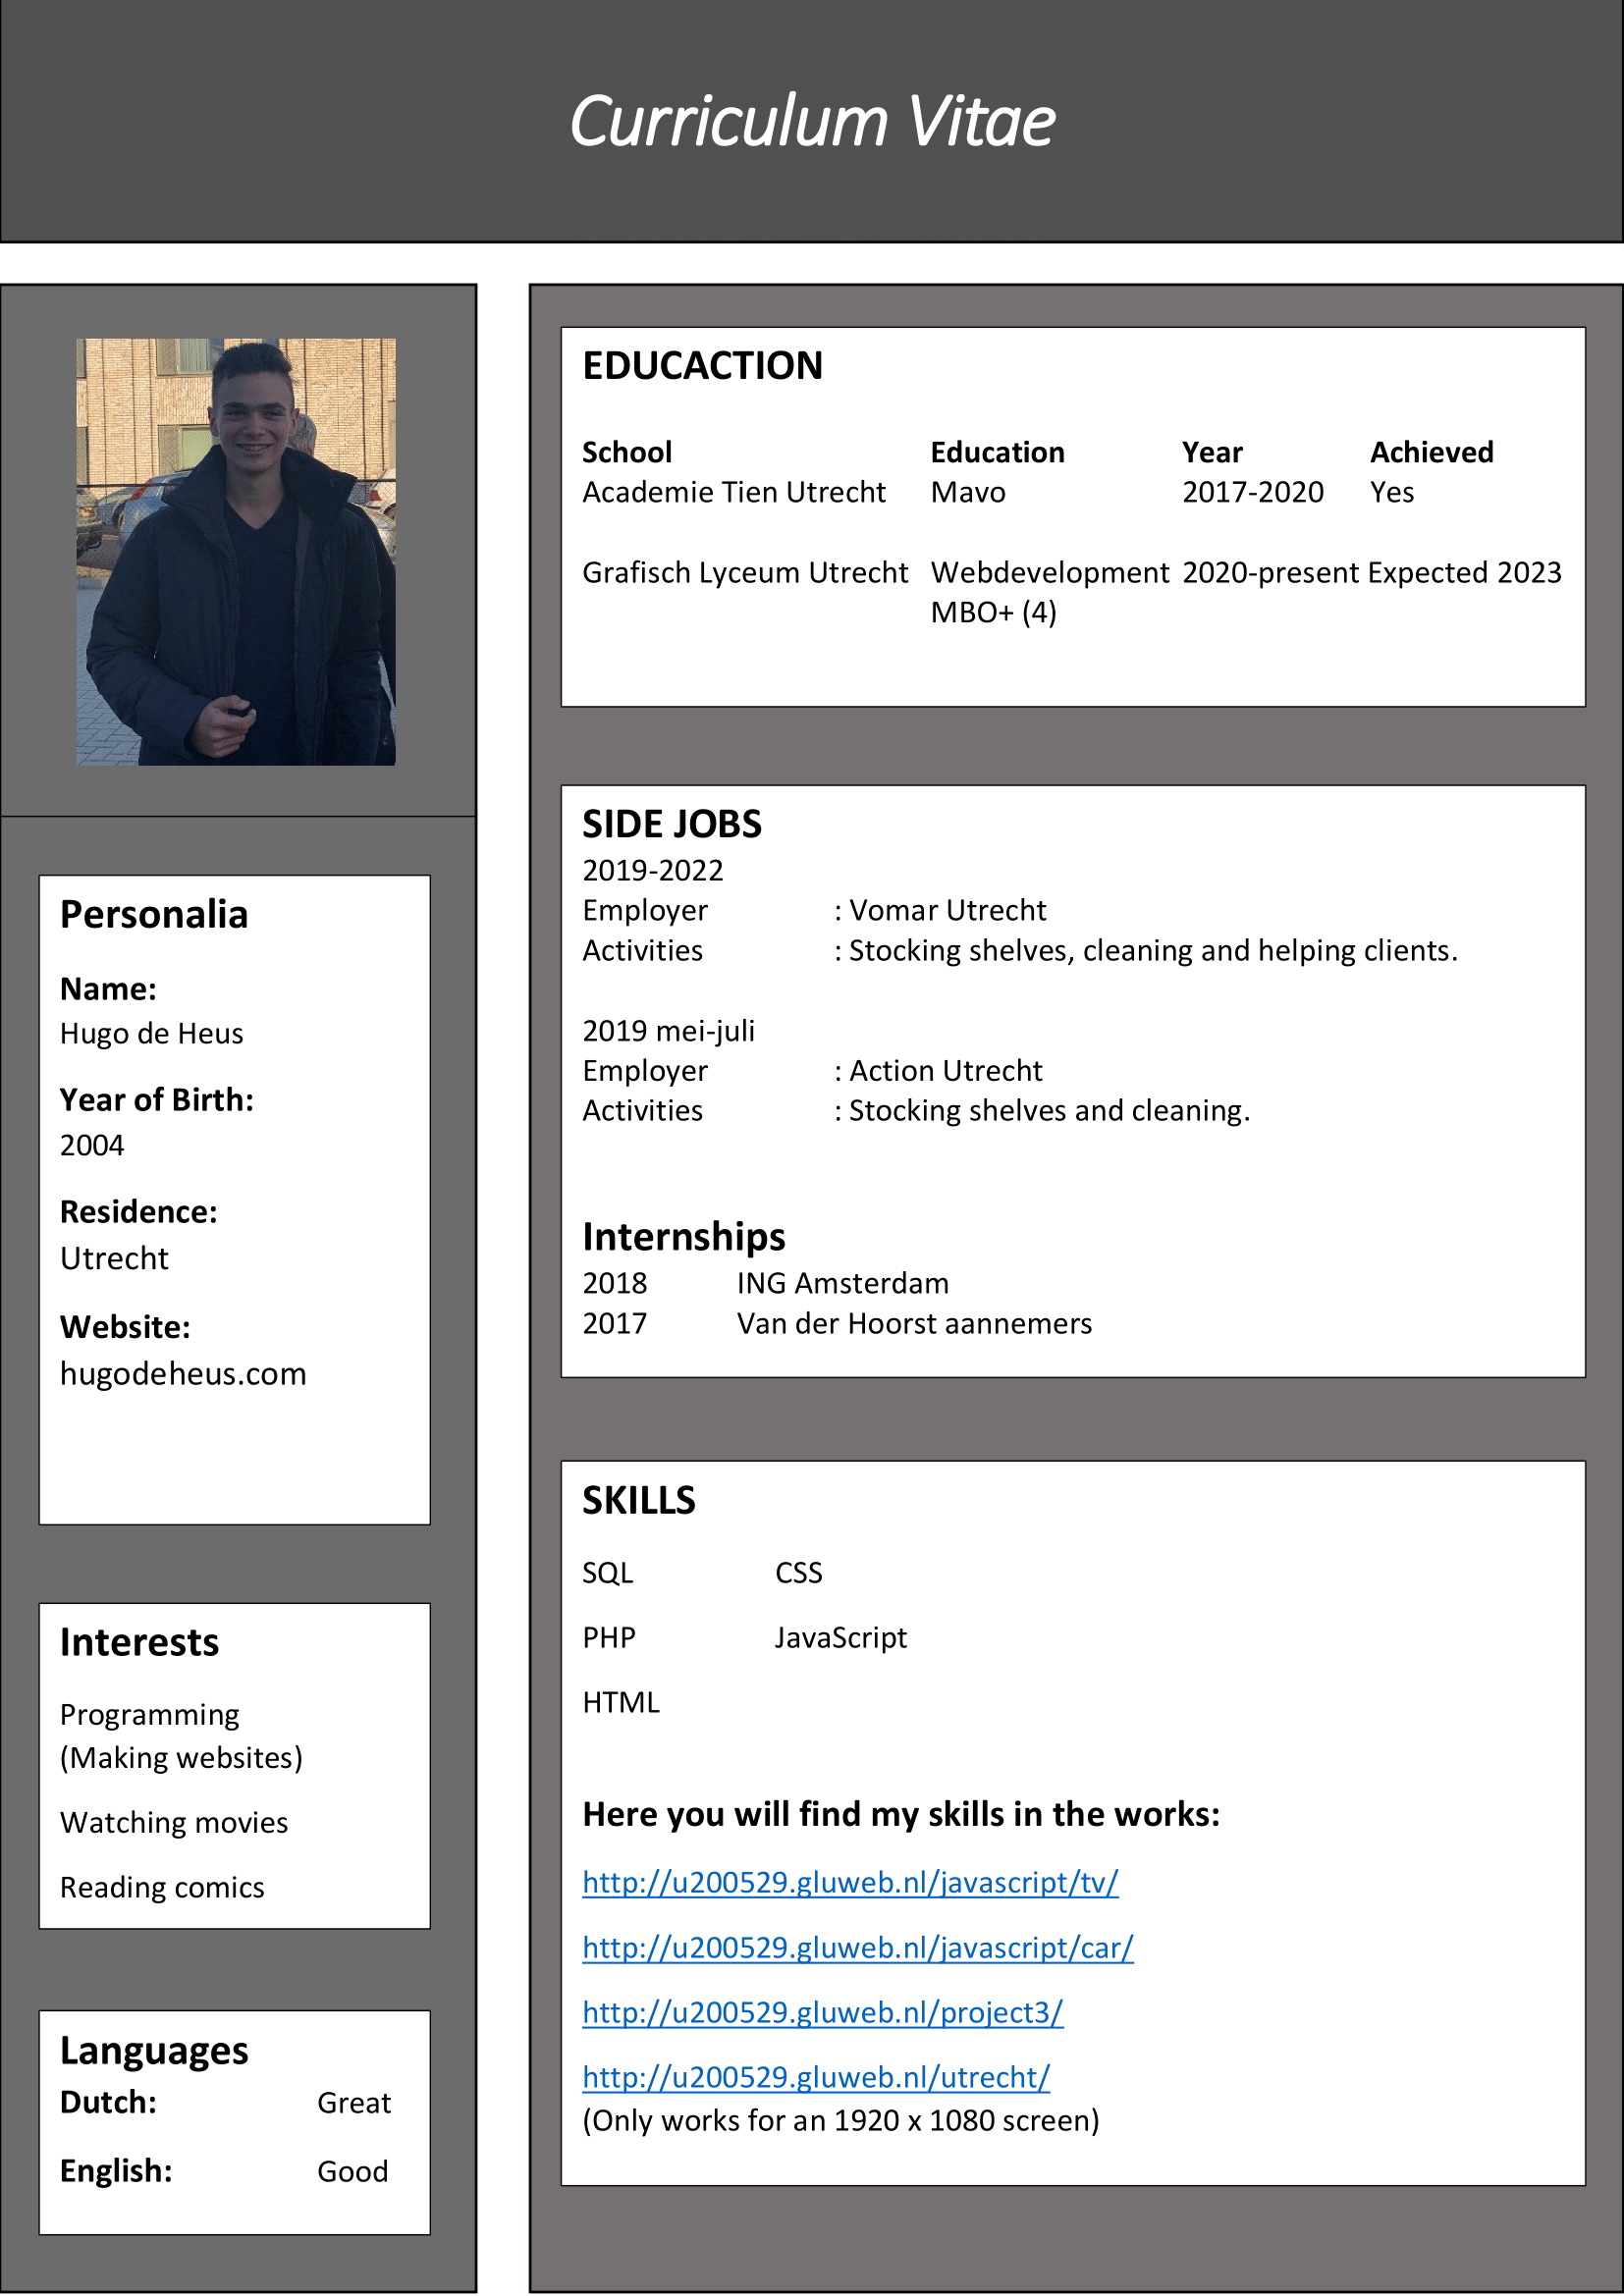 Curriculum Vitae
Personalia
Name:
Hugo de Heus
Year of Birth:
2004
Residence:
Utrecht
Website:
hugodeheus.com
Interests
Programming
(Making websites)
Watching movies
Reading comics
Languages
Dutch: Great
English: Good
EDUCACTION
School Education Year Achieved
Academie Tien Utrecht Mavo 2017-2020 Yes
Grafisch Lyceum Utrecht Webdevelopment 2020-present Expected 2023
MBO+ (4)
SIDE JOBS
2019-2022
Employer : Vomar Utrecht
Activities : Stocking shelves, cleaning and helping clients.
2019 mei-juli
Employer : Action Utrecht
Activities : Stocking shelves and cleaning.
Internships
2018 ING Amsterdam
2017 Van der Hoorst aannemers
SKILLS
SQL CSS
PHP JavaScript
HTML
Here you will find my skills in the works:
http://u200529.gluweb.nl/javascript/tv/
http://u200529.gluweb.nl/javascript/car/
http://u200529.gluweb.nl/project3/
http://u200529.gluweb.nl/utrecht/
(Only works for an 1920 x 1080 screen)